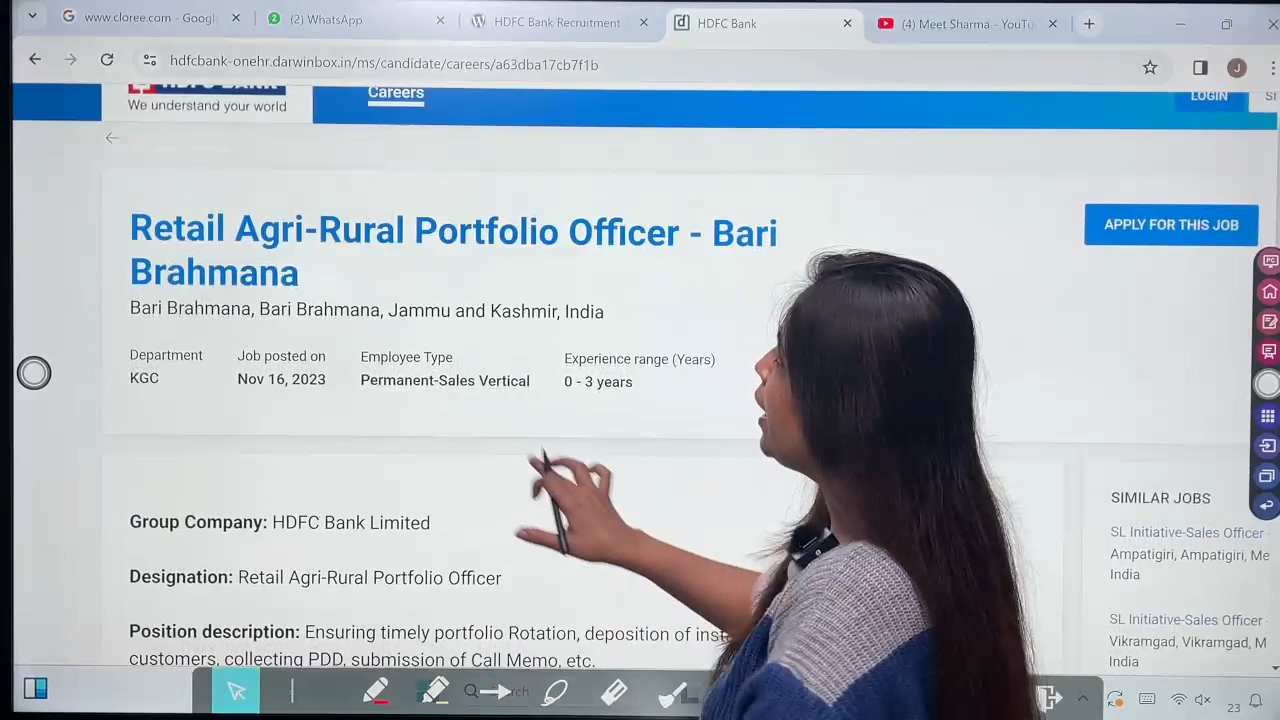 www.cloree.com - Googl
(2) WhatsApp
HDFC Bank Recruitment
HDFC Bank
(4) Meet Sharma - YouTu
hdfcbank-onehr.darwinbox.in/ms/candidate/careers/a63dba17cb7f1b
J
HDFC BANK
We understand your world
Careers
LOGIN
Retail Agri-Rural Portfolio Officer - Bari
Brahmana
APPLY FOR THIS JOB
Bari Brahmana, Bari Brahmana, Jammu and Kashmir, India
Department
Job posted on
Employee Type
Experience range (Years)
KGC
Nov 16, 2023
Permanent-Sales Vertical
0 - 3 years
Group Company: HDFC Bank Limited
Designation: Retail Agri-Rural Portfolio Officer
Position description: Ensuring timely portfolio Rotation, deposition of inst
customers, collecting PDD, submission of Call Memo, etc.
SIMILAR JOBS
SL Initiative-Sales Officer -
Ampatigiri, Ampatigiri, Me
India
SL Initiative-Sales Officer -
Vikramgad, Vikramgad, M
India
PC
23